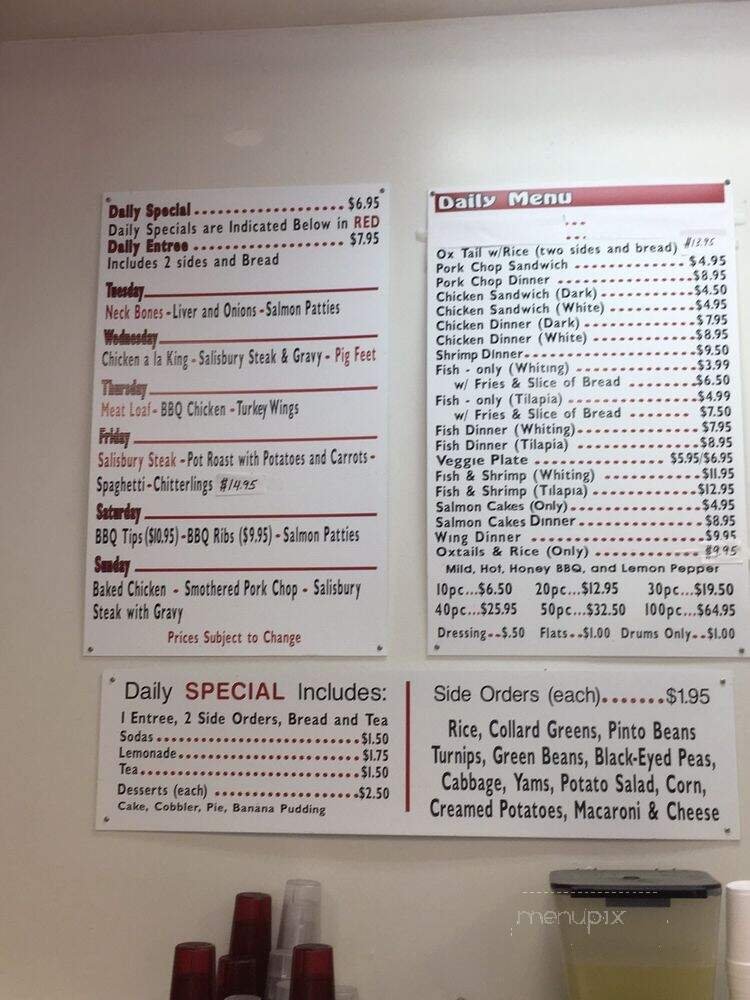 Daily Special $6.95
Daily Specials are Indicated Below in RED
Daily Entree $7.95
Includes 2 sides and Bread
Tuesday
Neck Bones - Liver and Onions - Salmon Patties
Wednesday
Chicken a la King - Salisbury Steak & Gravy - Pig Feet
Thursday
Meat Loaf - BBQ Chicken - Turkey Wings
Friday
Salisbury Steak - Pot Roast with Potatoes and Carrots -
Spaghetti - Chitterlings $14.95
Saturday
BBQ Tips ($10.95) - BBQ Ribs ($9.95) - Salmon Patties
Sunday
Baked Chicken - Smothered Pork Chop - Salisbury
Steak with Gravy
Prices Subject to Change
Daily Menu
Ox Tail w/Rice (two sides and bread) $13.95
Pork Chop Sandwich $4.95
Pork Chop Dinner $8.95
Chicken Sandwich (Dark) $4.50
Chicken Sandwich (White) $4.95
Chicken Dinner (Dark) $7.95
Chicken Dinner (White) $8.95
Shrimp Dinner $9.50
Fish - only (Whiting) $3.99
w/ Fries & Slice of Bread $6.50
Fish - only (Tilapia) $4.99
w/ Fries & Slice of Bread $7.50
Fish Dinner (Whiting) $7.95
Fish Dinner (Tilapia) $8.95
Veggie Plate $5.95/$6.95
Fish & Shrimp (Whiting) $11.95
Fish & Shrimp (Tilapia) $12.95
Salmon Cakes (Only) $4.95
Salmon Cakes Dinner $8.95
Wing Dinner $9.95
Oxtails & Rice (Only) $9.95
Mild, Hot, Honey BBQ, and Lemon Pepper
10pc...$6.50 20pc...$12.95 30pc...$19.50
40pc...$25.95 50pc...$32.50 100pc...$64.95
Dressing..$.50 Flats..$1.00 Drums Only..$1.00
Daily SPECIAL Includes:
1 Entree, 2 Side Orders, Bread and Tea
Sodas $1.50
Lemonade $1.75
Tea $1.50
Desserts (each) $2.50
Cake, Cobbler, Pie, Banana Pudding
Side Orders (each).......$1.95
Rice, Collard Greens, Pinto Beans
Turnips, Green Beans, Black-Eyed Peas,
Cabbage, Yams, Potato Salad, Corn,
Creamed Potatoes, Macaroni & Cheese
menupix